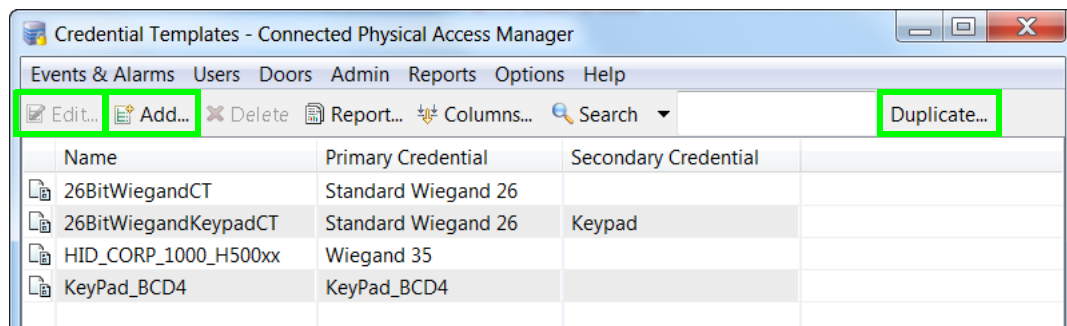 Credential Templates - Connected Physical Access Manager
Events & Alarms Users Doors Admin Reports Options Help
Edit... Add... Delete Report... Columns... Search Duplicate...
Name Primary Credential Secondary Credential
26BitWiegandCT Standard Wiegand 26
26BitWiegandKeypadCT Standard Wiegand 26 Keypad
HID_CORP_1000_H500xx Wiegand 35
KeyPad_BCD4 KeyPad_BCD4